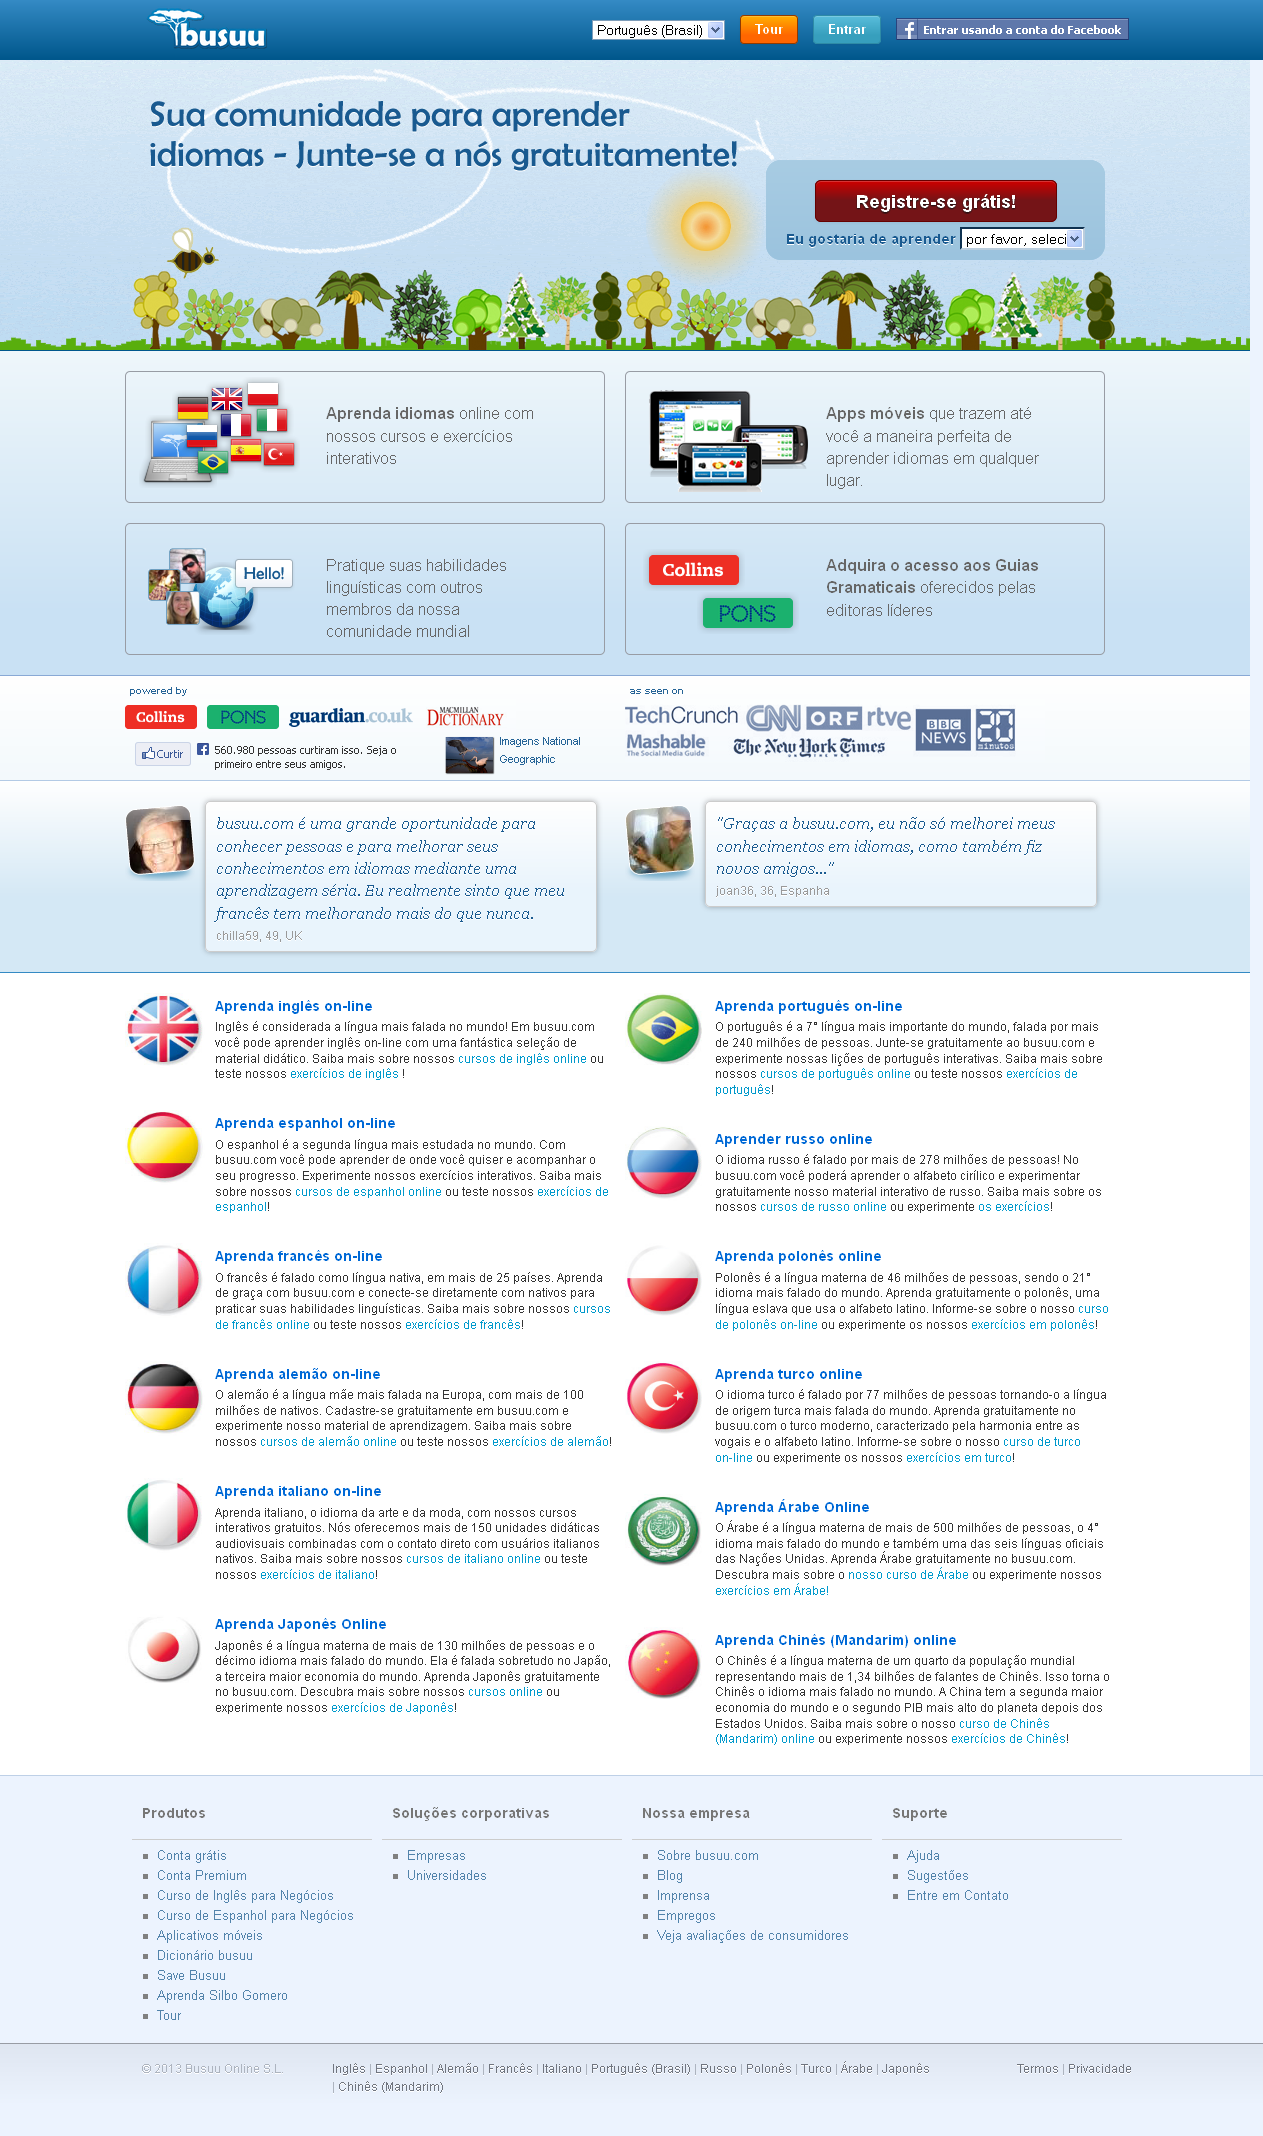 busuu
Português (Brasil)
Tour
Entrar
Entrar usando a conta do Facebook
Sua comunidade para aprender
idiomas - Junte-se a nós gratuitamente!
Registre-se grátis!
Eu gostaria de aprender
por favor, seleci
Aprenda idiomas online com
nossos cursos e exercícios
interativos
Apps móveis que trazem até
você a maneira perfeita de
aprender idiomas em qualquer
lugar.
Hello!
Pratique suas habilidades
linguísticas com outros
membros da nossa
comunidade mundial
Collins
PONS
Adquira o acesso aos Guias
Gramaticais oferecidos pelas
editoras líderes
powered by
Collins
PONS
guardian.co.uk
MACMILLAN
DICTIONARY
Curtir
560.980 pessoas curtiram isso. Seja o
primeiro entre seus amigos.
Imagens National
Geographic
as seen on
TechCrunch
CNN
ORF
rtve
BBC
NEWS
20
minutos
Mashable
The Social Media Guide
The New York Times
busuu.com é uma grande oportunidade para
conhecer pessoas e para melhorar seus
conhecimentos em idiomas mediante uma
aprendizagem séria. Eu realmente sinto que meu
francês tem melhorando mais do que nunca.
chilla59, 49, UK
"Graças a busuu.com, eu não só melhorei meus
conhecimentos em idiomas, como também fiz
novos amigos..."
joan36, 36, Espanha
Aprenda inglês on-line
Inglês é considerada a língua mais falada no mundo! Em busuu.com
você pode aprender inglês on-line com uma fantástica seleção de
material didático. Saiba mais sobre nossos cursos de inglês online ou
teste nossos exercícios de inglês !
Aprenda espanhol on-line
O espanhol é a segunda língua mais estudada no mundo. Com
busuu.com você pode aprender de onde você quiser e acompanhar o
seu progresso. Experimente nossos exercícios interativos. Saiba mais
sobre nossos cursos de espanhol online ou teste nossos exercícios de
espanhol!
Aprenda francês on-line
O francês é falado como língua nativa, em mais de 25 países. Aprenda
de graça com busuu.com e conecte-se diretamente com nativos para
praticar suas habilidades linguísticas. Saiba mais sobre nossos cursos
de francês online ou teste nossos exercícios de francês!
Aprenda alemão on-line
O alemão é a língua mãe mais falada na Europa, com mais de 100
milhões de nativos. Cadastre-se gratuitamente em busuu.com e
experimente nosso material de aprendizagem. Saiba mais sobre
nossos cursos de alemão online ou teste nossos exercícios de alemão!
Aprenda italiano on-line
Aprenda italiano, o idioma da arte e da moda, com nossos cursos
interativos gratuitos. Nós oferecemos mais de 150 unidades didáticas
audiovisuais combinadas com o contato direto com usuários italianos
nativos. Saiba mais sobre nossos cursos de italiano online ou teste
nossos exercícios de italiano!
Aprenda Japonês Online
Japonês é a língua materna de mais de 130 milhões de pessoas e o
décimo idioma mais falado do mundo. Ela é falada sobretudo no Japão,
a terceira maior economia do mundo. Aprenda Japonês gratuitamente
no busuu.com. Descubra mais sobre nossos cursos online ou
experimente nossos exercícios de Japonês!
Aprenda português on-line
O português é a 7° língua mais importante do mundo, falada por mais
de 240 milhões de pessoas. Junte-se gratuitamente ao busuu.com e
experimente nossas lições de português interativas. Saiba mais sobre
nossos cursos de português online ou teste nossos exercícios de
português!
Aprender russo online
O idioma russo é falado por mais de 278 milhões de pessoas! No
busuu.com você poderá aprender o alfabeto cirílico e experimentar
gratuitamente nosso material interativo de russo. Saiba mais sobre os
nossos cursos de russo online ou experimente os exercícios!
Aprenda polonês online
Polonês é a língua materna de 46 milhões de pessoas, sendo o 21°
idioma mais falado do mundo. Aprenda gratuitamente o polonês, uma
língua eslava que usa o alfabeto latino. Informe-se sobre o nosso curso
de polonês on-line ou experimente os nossos exercícios em polonês!
Aprenda turco online
O idioma turco é falado por 77 milhões de pessoas tornando-o a língua
de origem turca mais falada do mundo. Aprenda gratuitamente no
busuu.com o turco moderno, caracterizado pela harmonia entre as
vogais e o alfabeto latino. Informe-se sobre o nosso curso de turco
on-line ou experimente os nossos exercícios em turco!
Aprenda Árabe Online
O Árabe é a língua materna de mais de 500 milhões de pessoas, o 4°
idioma mais falado do mundo e também uma das seis línguas oficiais
das Nações Unidas. Aprenda Árabe gratuitamente no busuu.com.
Descubra mais sobre o nosso curso de Árabe ou experimente nossos
exercícios em Árabe!
Aprenda Chinês (Mandarim) online
O Chinês é a língua materna de um quarto da população mundial
representando mais de 1,34 bilhões de falantes de Chinês. Isso torna o
Chinês o idioma mais falado no mundo. A China tem a segunda maior
economia do mundo e o segundo PIB mais alto do planeta depois dos
Estados Unidos. Saiba mais sobre o nosso curso de Chinês
(Mandarim) online ou experimente nossos exercícios de Chinês!
Produtos
Conta grátis
Conta Premium
Curso de Inglês para Negócios
Curso de Espanhol para Negócios
Aplicativos móveis
Dicionário busuu
Save Busuu
Aprenda Silbo Gomero
Tour
Soluções corporativas
Empresas
Universidades
Nossa empresa
Sobre busuu.com
Blog
Imprensa
Empregos
Veja avaliações de consumidores
Suporte
Ajuda
Sugestões
Entre em Contato
© 2013 Busuu Online S.L.
Inglês | Espanhol | Alemão | Francês | Italiano | Português (Brasil) | Russo | Polonês | Turco | Árabe | Japonês
| Chinês (Mandarim)
Termos | Privacidade